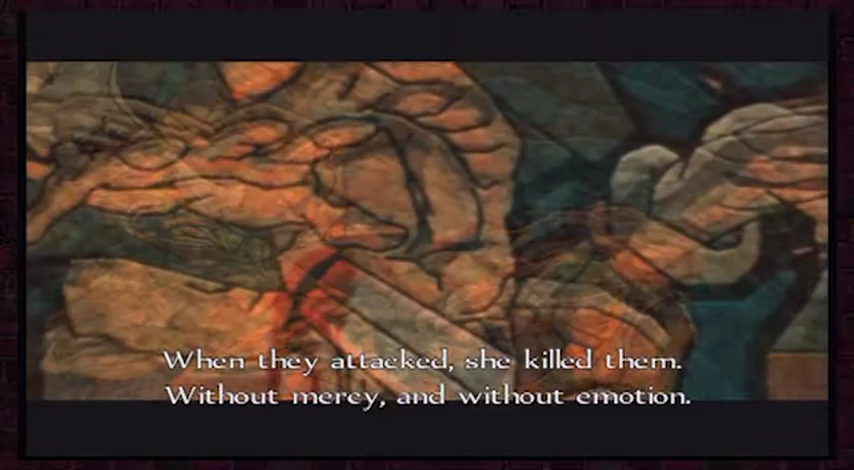 When they attacked, she killed them.
Without mercy, and without emotion.